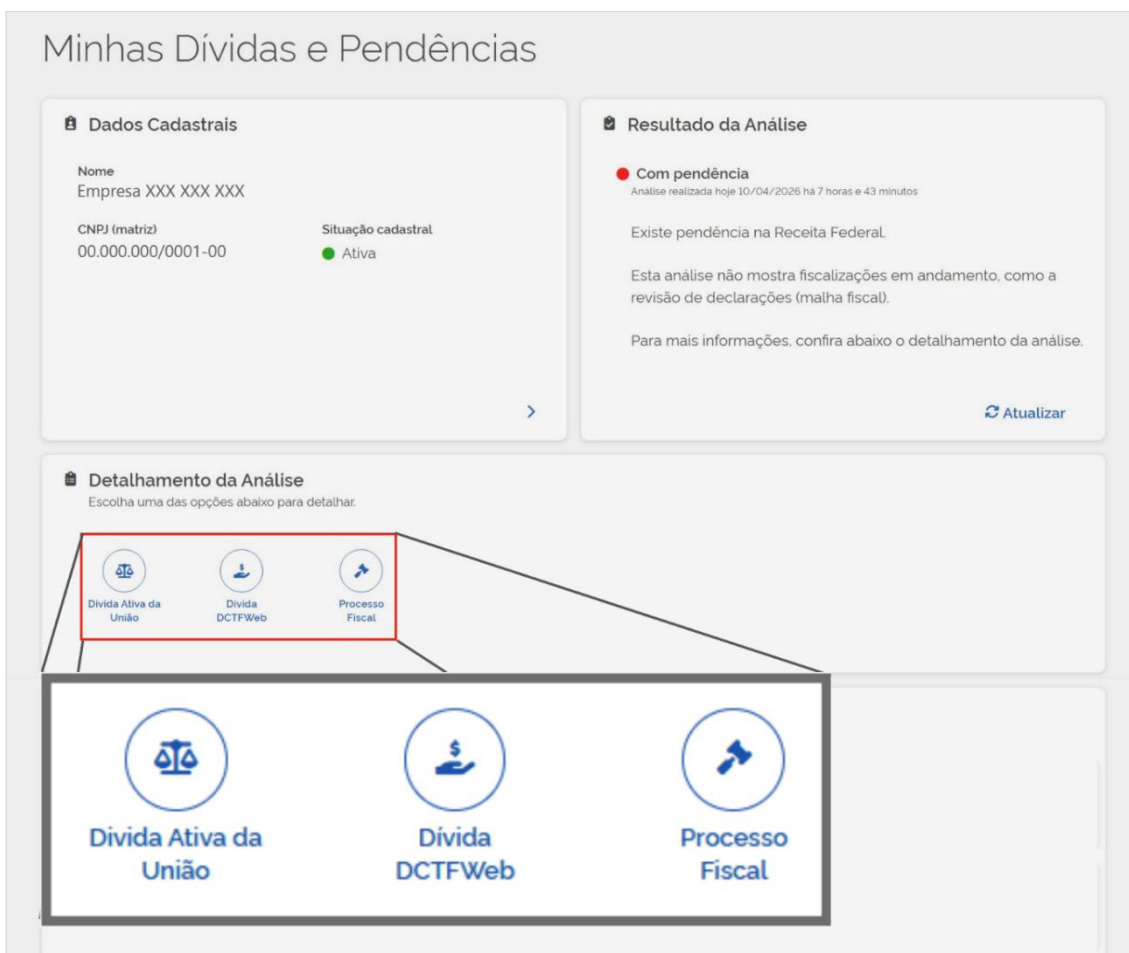 Minhas Dívidas e Pendências
Dados Cadastrais
Nome
Empresa XXX XXX XXX
CNPJ (matriz)
00.000.000/0001-00
Situação cadastral
Ativa
Resultado da Análise
Com pendência
Análise realizada hoje 10/04/2026 há 7 horas e 43 minutos
Existe pendência na Receita Federal.
Esta análise não mostra fiscalizações em andamento, como a
revisão de declarações (malha fiscal).
Para mais informações, confira abaixo o detalhamento da análise.
Atualizar
Detalhamento da Análise
Escolha uma das opções abaixo para detalhar.
Divida Ativa da
União
Dívida
DCTFWeb
Processo
Fiscal
Divida Ativa da
União
Dívida
DCTFWeb
Processo
Fiscal